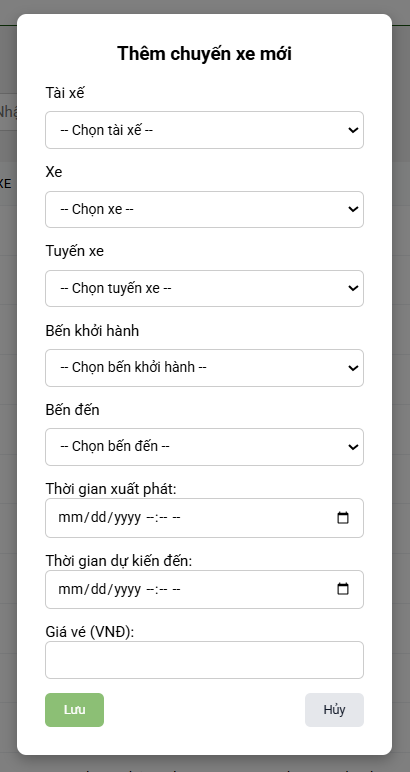 Thêm chuyến xe mới
Tài xế
-- Chọn tài xế --
Xe
-- Chọn xe --
Tuyến xe
-- Chọn tuyến xe --
Bến khởi hành
-- Chọn bến khởi hành --
Bến đến
-- Chọn bến đến --
Thời gian xuất phát:
mm/dd/yyyy --:-- --
Thời gian dự kiến đến:
mm/dd/yyyy --:-- --
Giá vé (VNĐ):
Lưu Hủy
XE